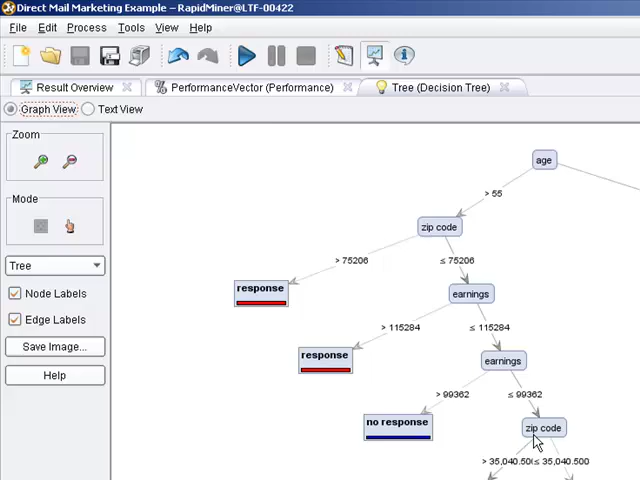 Direct Mail Marketing Example – RapidMiner@LTF-00422
File Edit Process Tools View Help
Result Overview PerformanceVector (Performance) Tree (Decision Tree)
Graph View Text View
Zoom
Mode
Tree
Node Labels
Edge Labels
Save Image...
Help
age
> 55
zip code
> 75206 ≤ 75206
response earnings
> 115284 ≤ 115284
response earnings
> 99362 ≤ 99362
no response zip code
≤ 35,040.500